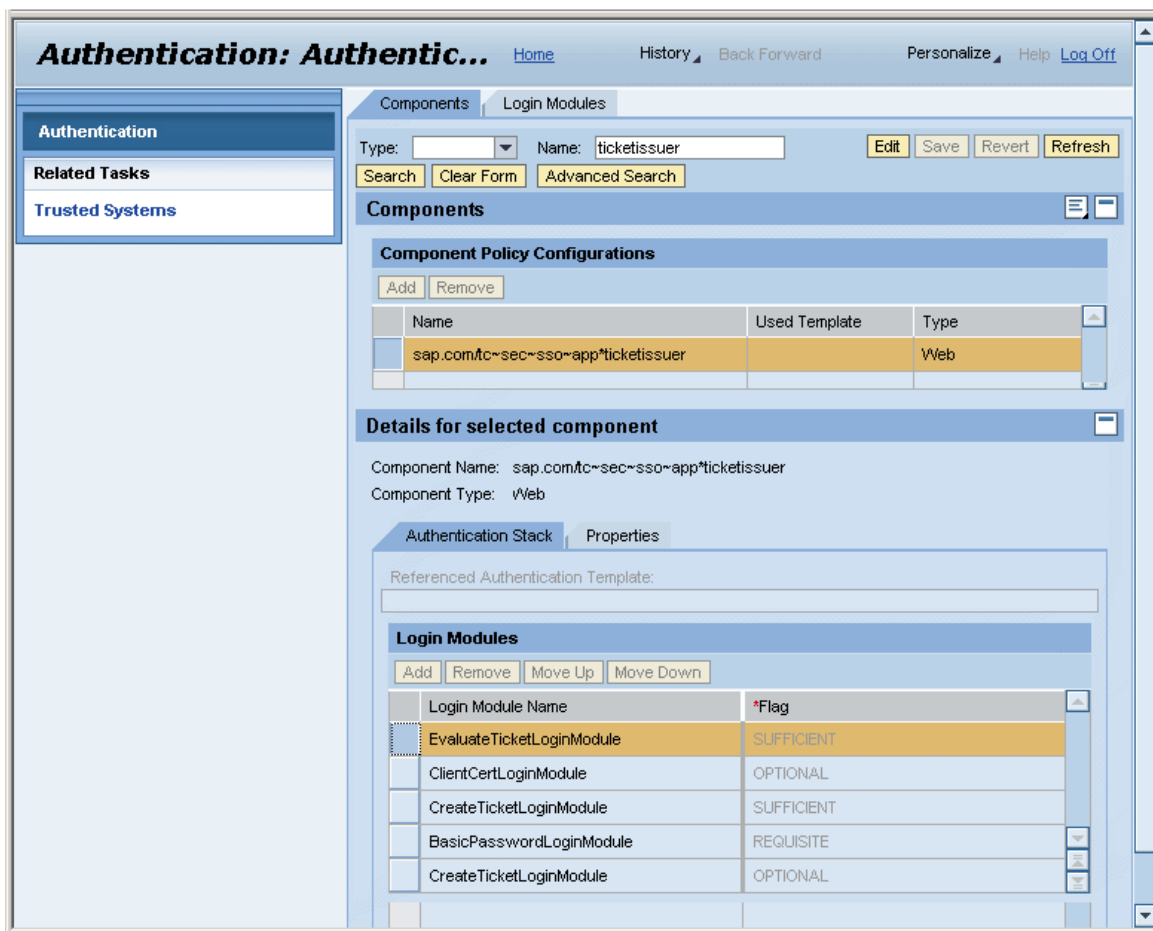 Authentication: Authentic... Home History Back Forward Personalize Help Log Off
Components Login Modules
Authentication
Related Tasks
Trusted Systems
Type: Name: ticketissuer Edit Save Revert Refresh
Search Clear Form Advanced Search
Components
Component Policy Configurations
Add Remove
Name Used Template Type
sap.com/tc~sec~sso~app*ticketissuer Web
Details for selected component
Component Name: sap.com/tc~sec~sso~app*ticketissuer
Component Type: Web
Authentication Stack Properties
Referenced Authentication Template:
Login Modules
Add Remove Move Up Move Down
Login Module Name *Flag
EvaluateTicketLoginModule SUFFICIENT
ClientCertLoginModule OPTIONAL
CreateTicketLoginModule SUFFICIENT
BasicPasswordLoginModule REQUISITE
CreateTicketLoginModule OPTIONAL